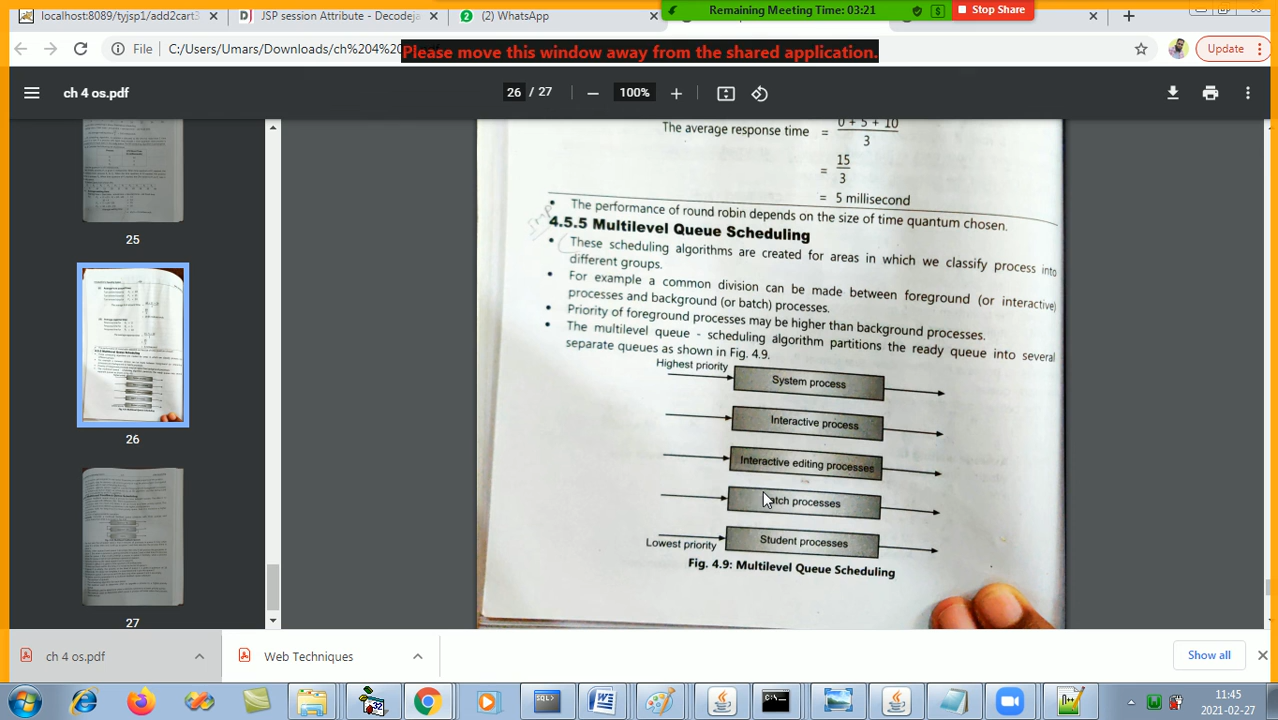 localhost:8089/tyjsp1/add2cart3
JSP session Attribute - Decodeja
(2) WhatsApp
Remaining Meeting Time: 03:21
Stop Share
File
C:/Users/Umars/Downloads/ch%204%
Please move this window away from the shared application.
Update
ch 4 os.pdf
26 / 27
100%
25
26
27
The average response time = 0 + 5 + 10
3
= 15
3
= 5 millisecond
• The performance of round robin depends on the size of time quantum chosen.
Imp
4.5.5 Multilevel Queue Scheduling
• These scheduling algorithms are created for areas in which we classify process into
different groups.
• For example a common division can be made between foreground (or interactive)
processes and background (or batch) processes.
• Priority of foreground processes may be higher than background processes.
• The multilevel queue - scheduling algorithm partitions the ready queue into several
separate queues as shown in Fig. 4.9.
Highest priority
System process
Interactive process
Interactive editing processes
atch processes
Lowest priority
Student processes
Fig. 4.9: Multilevel Queue Scheduling
ch 4 os.pdf
Web Techniques
Show all
11:45
2021-02-27